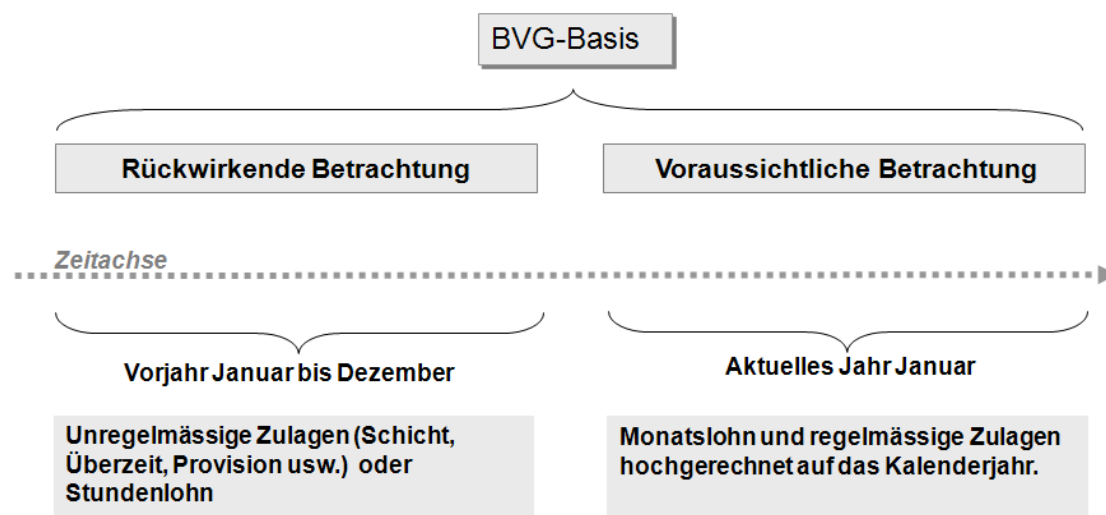 BVG-Basis
Rückwirkende Betrachtung
Voraussichtliche Betrachtung
Zeitachse
Vorjahr Januar bis Dezember
Aktuelles Jahr Januar
Unregelmässige Zulagen (Schicht,
Überzeit, Provision usw.) oder
Stundenlohn
Monatslohn und regelmässige Zulagen
hochgerechnet auf das Kalenderjahr.